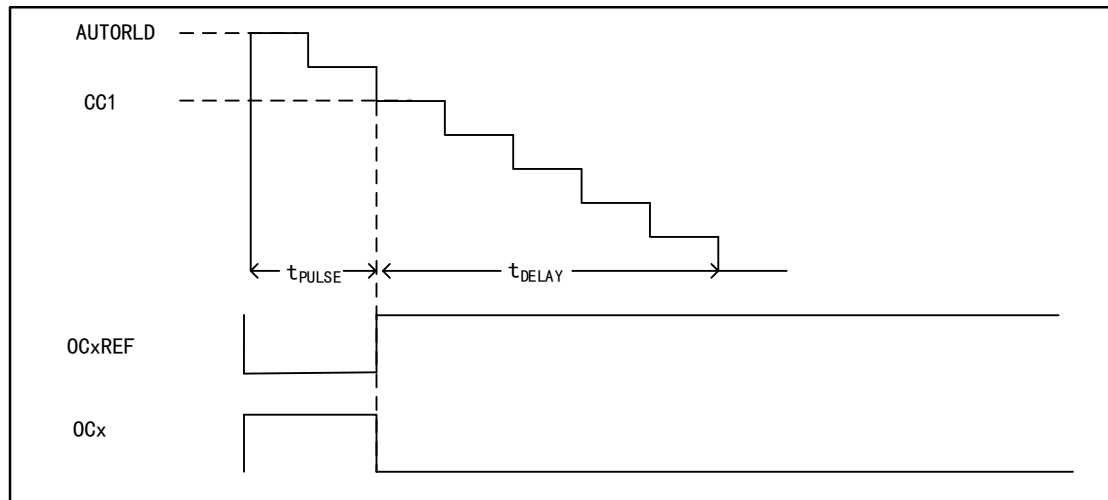 AUTORLD
CC1
tPULSE
tDELAY
OCxREF
OCx